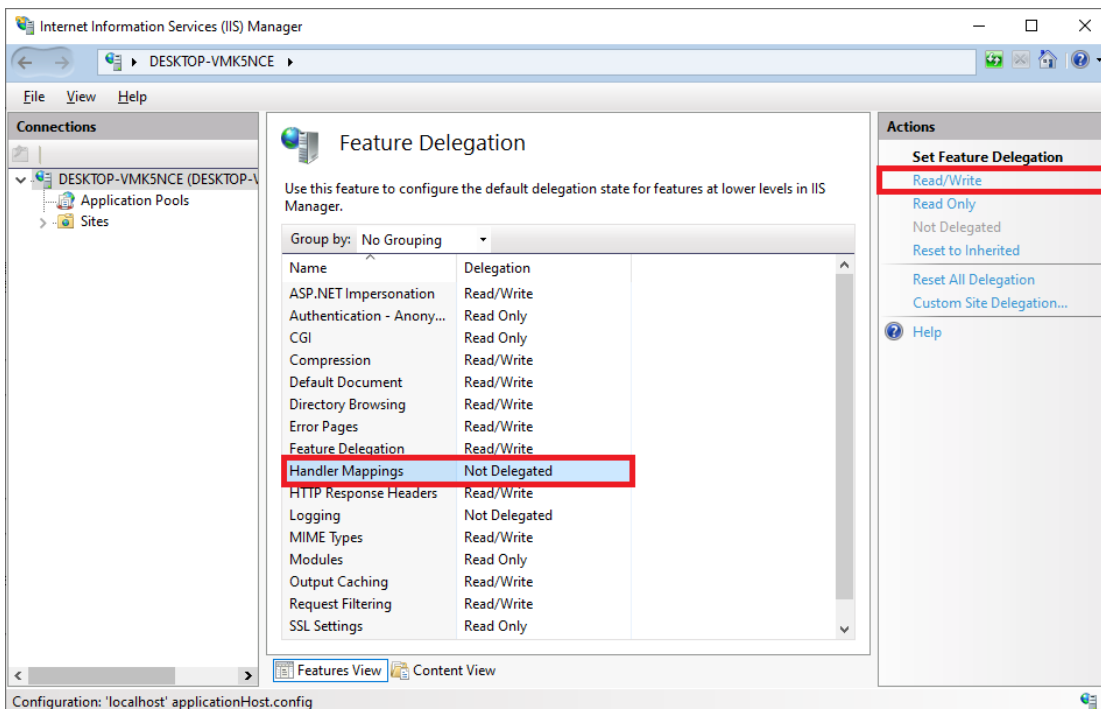 Internet Information Services (IIS) Manager
DESKTOP-VMK5NCE
File View Help
Connections
DESKTOP-VMK5NCE (DESKTOP-V
Application Pools
Sites
Feature Delegation
Use this feature to configure the default delegation state for features at lower levels in IIS
Manager.
Group by: No Grouping
Name Delegation
ASP.NET Impersonation Read/Write
Authentication - Anony... Read Only
CGI Read Only
Compression Read/Write
Default Document Read/Write
Directory Browsing Read/Write
Error Pages Read/Write
Feature Delegation Read/Write
Handler Mappings Not Delegated
HTTP Response Headers Read/Write
Logging Not Delegated
MIME Types Read/Write
Modules Read Only
Output Caching Read/Write
Request Filtering Read/Write
SSL Settings Read Only
Features View Content View
Actions
Set Feature Delegation
Read/Write
Read Only
Not Delegated
Reset to Inherited
Reset All Delegation
Custom Site Delegation...
Help
Configuration: 'localhost' applicationHost.config